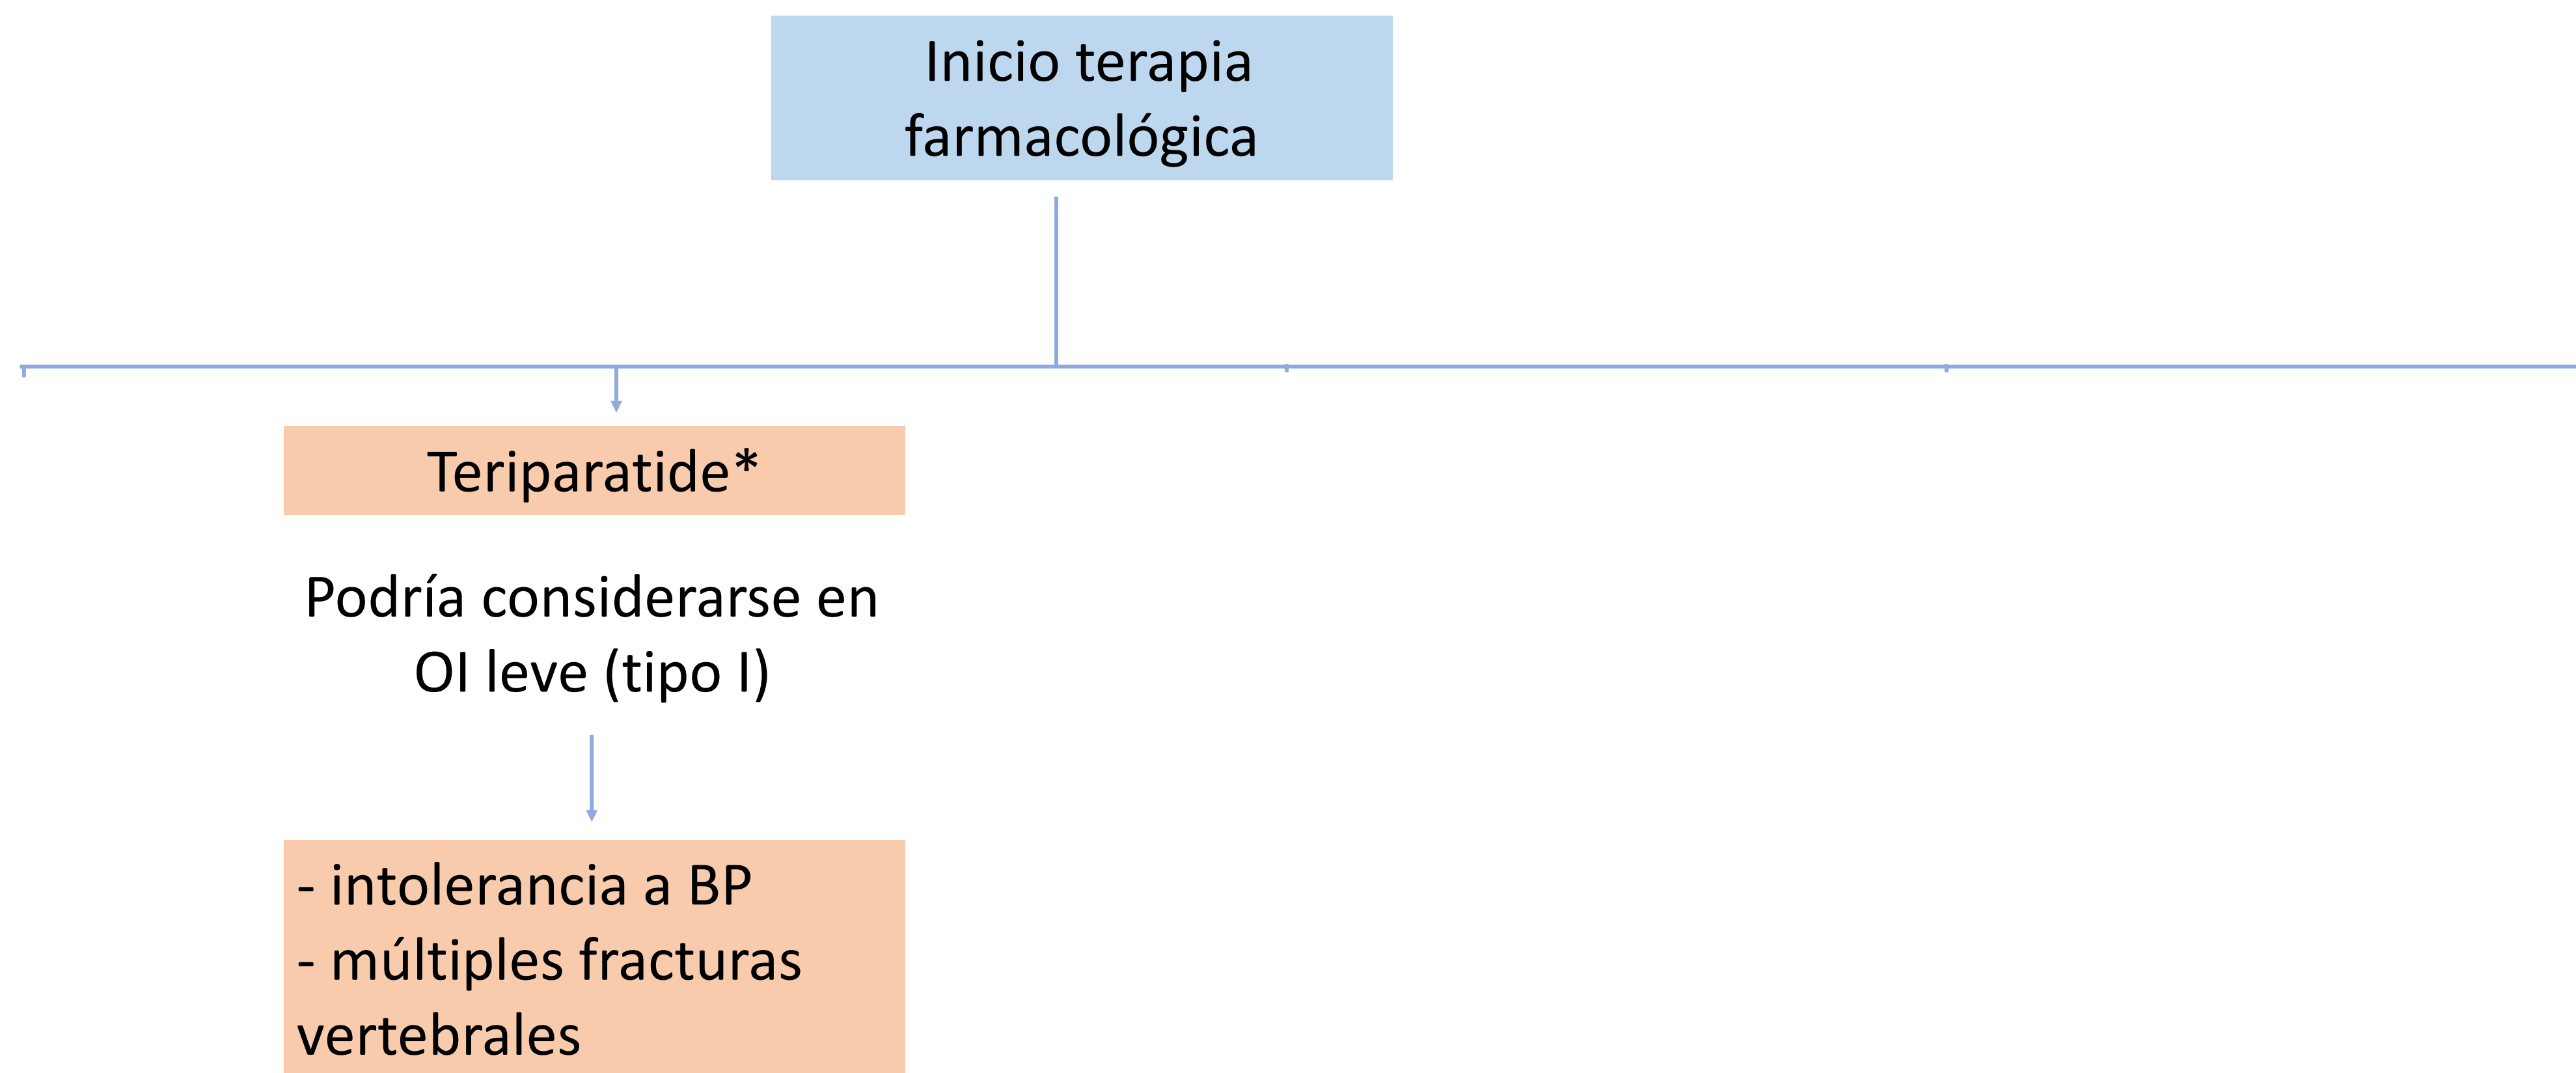 Inicio terapia
farmacológica
Teriparatide*
Podría considerarse en
OI leve (tipo I)
- intolerancia a BP
- múltiples fracturas
vertebrales